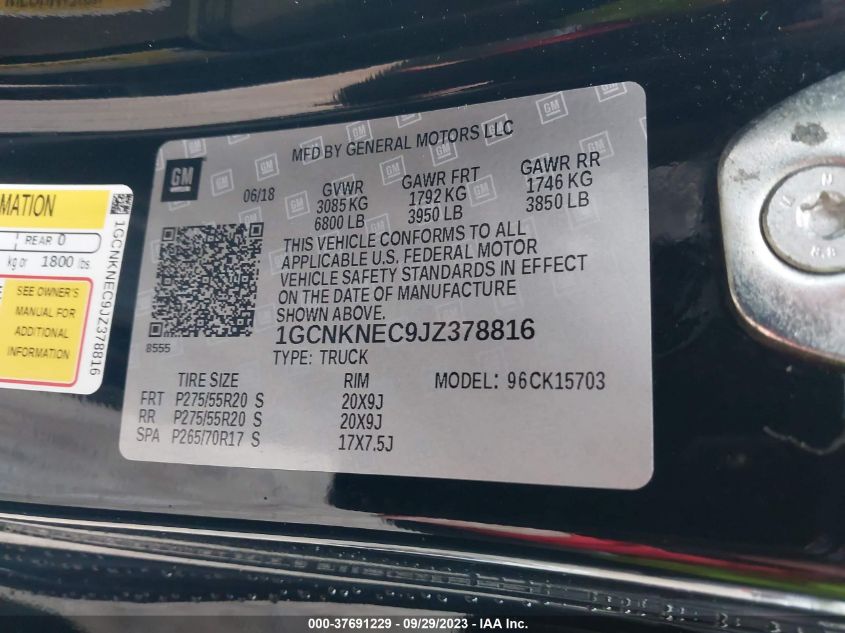 MFD BY GENERAL MOTORS LLC
GM
06/18
GVWR GAWR FRT GAWR RR
3085 KG 1792 KG 1746 KG
6800 LB 3950 LB 3850 LB
THIS VEHICLE CONFORMS TO ALL
APPLICABLE U.S. FEDERAL MOTOR
VEHICLE SAFETY STANDARDS IN EFFECT
ON THE DATE OF MANUFACTURE
SHOWN ABOVE.
8555
1GCNKNEC9JZ378816
TYPE: TRUCK
TIRE SIZE RIM MODEL: 96CK15703
FRT P275/55R20 S 20X9J
RR P275/55R20 S 20X9J
SPA P265/70R17 S 17X7.5J
MATION
REAR 0
kg or 1800 lbs.
SEE OWNER'S
MANUAL FOR
ADDITIONAL
INFORMATION
1GCNKNEC9JZ378816
000-37691229 - 09/29/2023 - IAAI.com